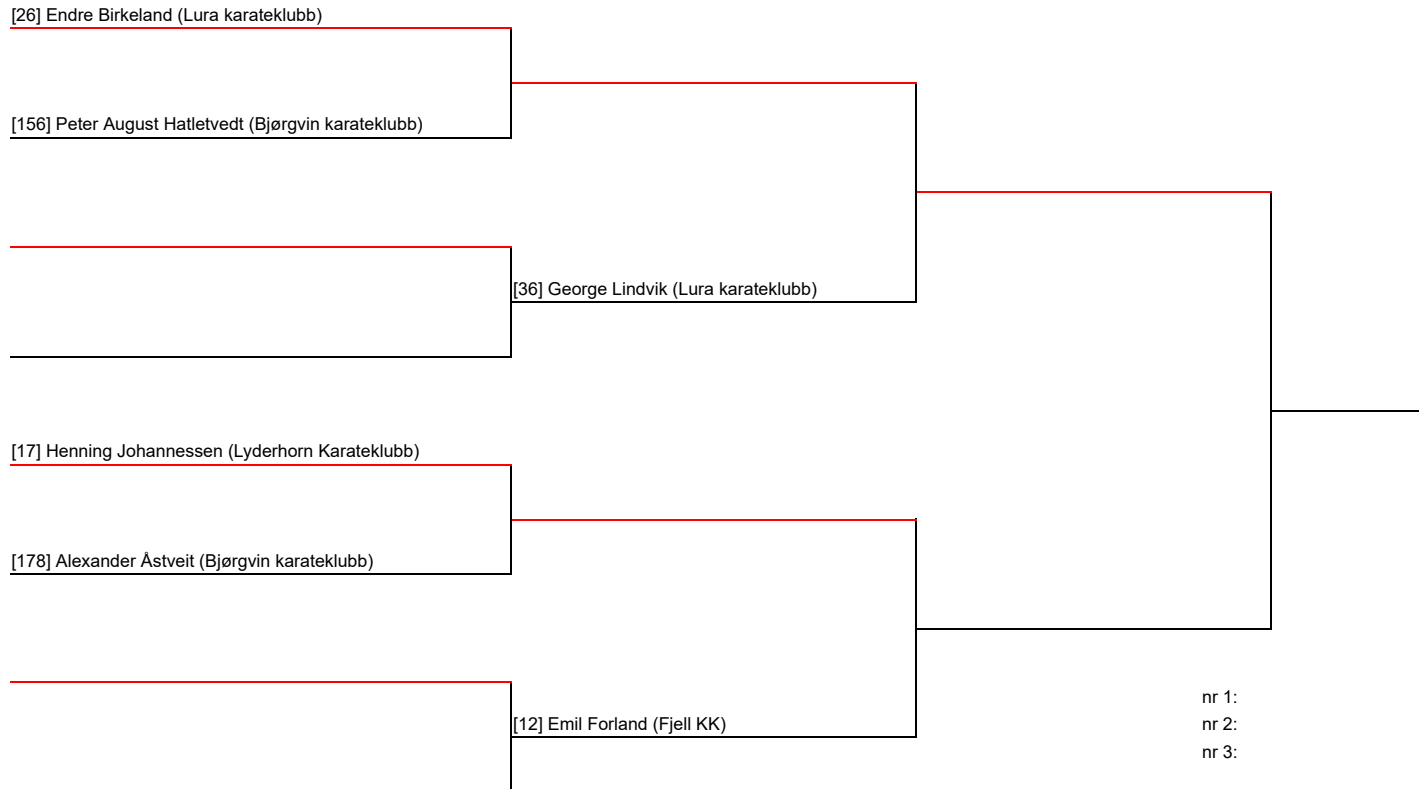 [26] Endre Birkeland (Lura karateklubb)
[156] Peter August Hatletvedt (Bjørgvin karateklubb)
[36] George Lindvik (Lura karateklubb)
[17] Henning Johannessen (Lyderhorn Karateklubb)
[178] Alexander Åstveit (Bjørgvin karateklubb)
[12] Emil Forland (Fjell KK)
nr 1:
nr 2:
nr 3: